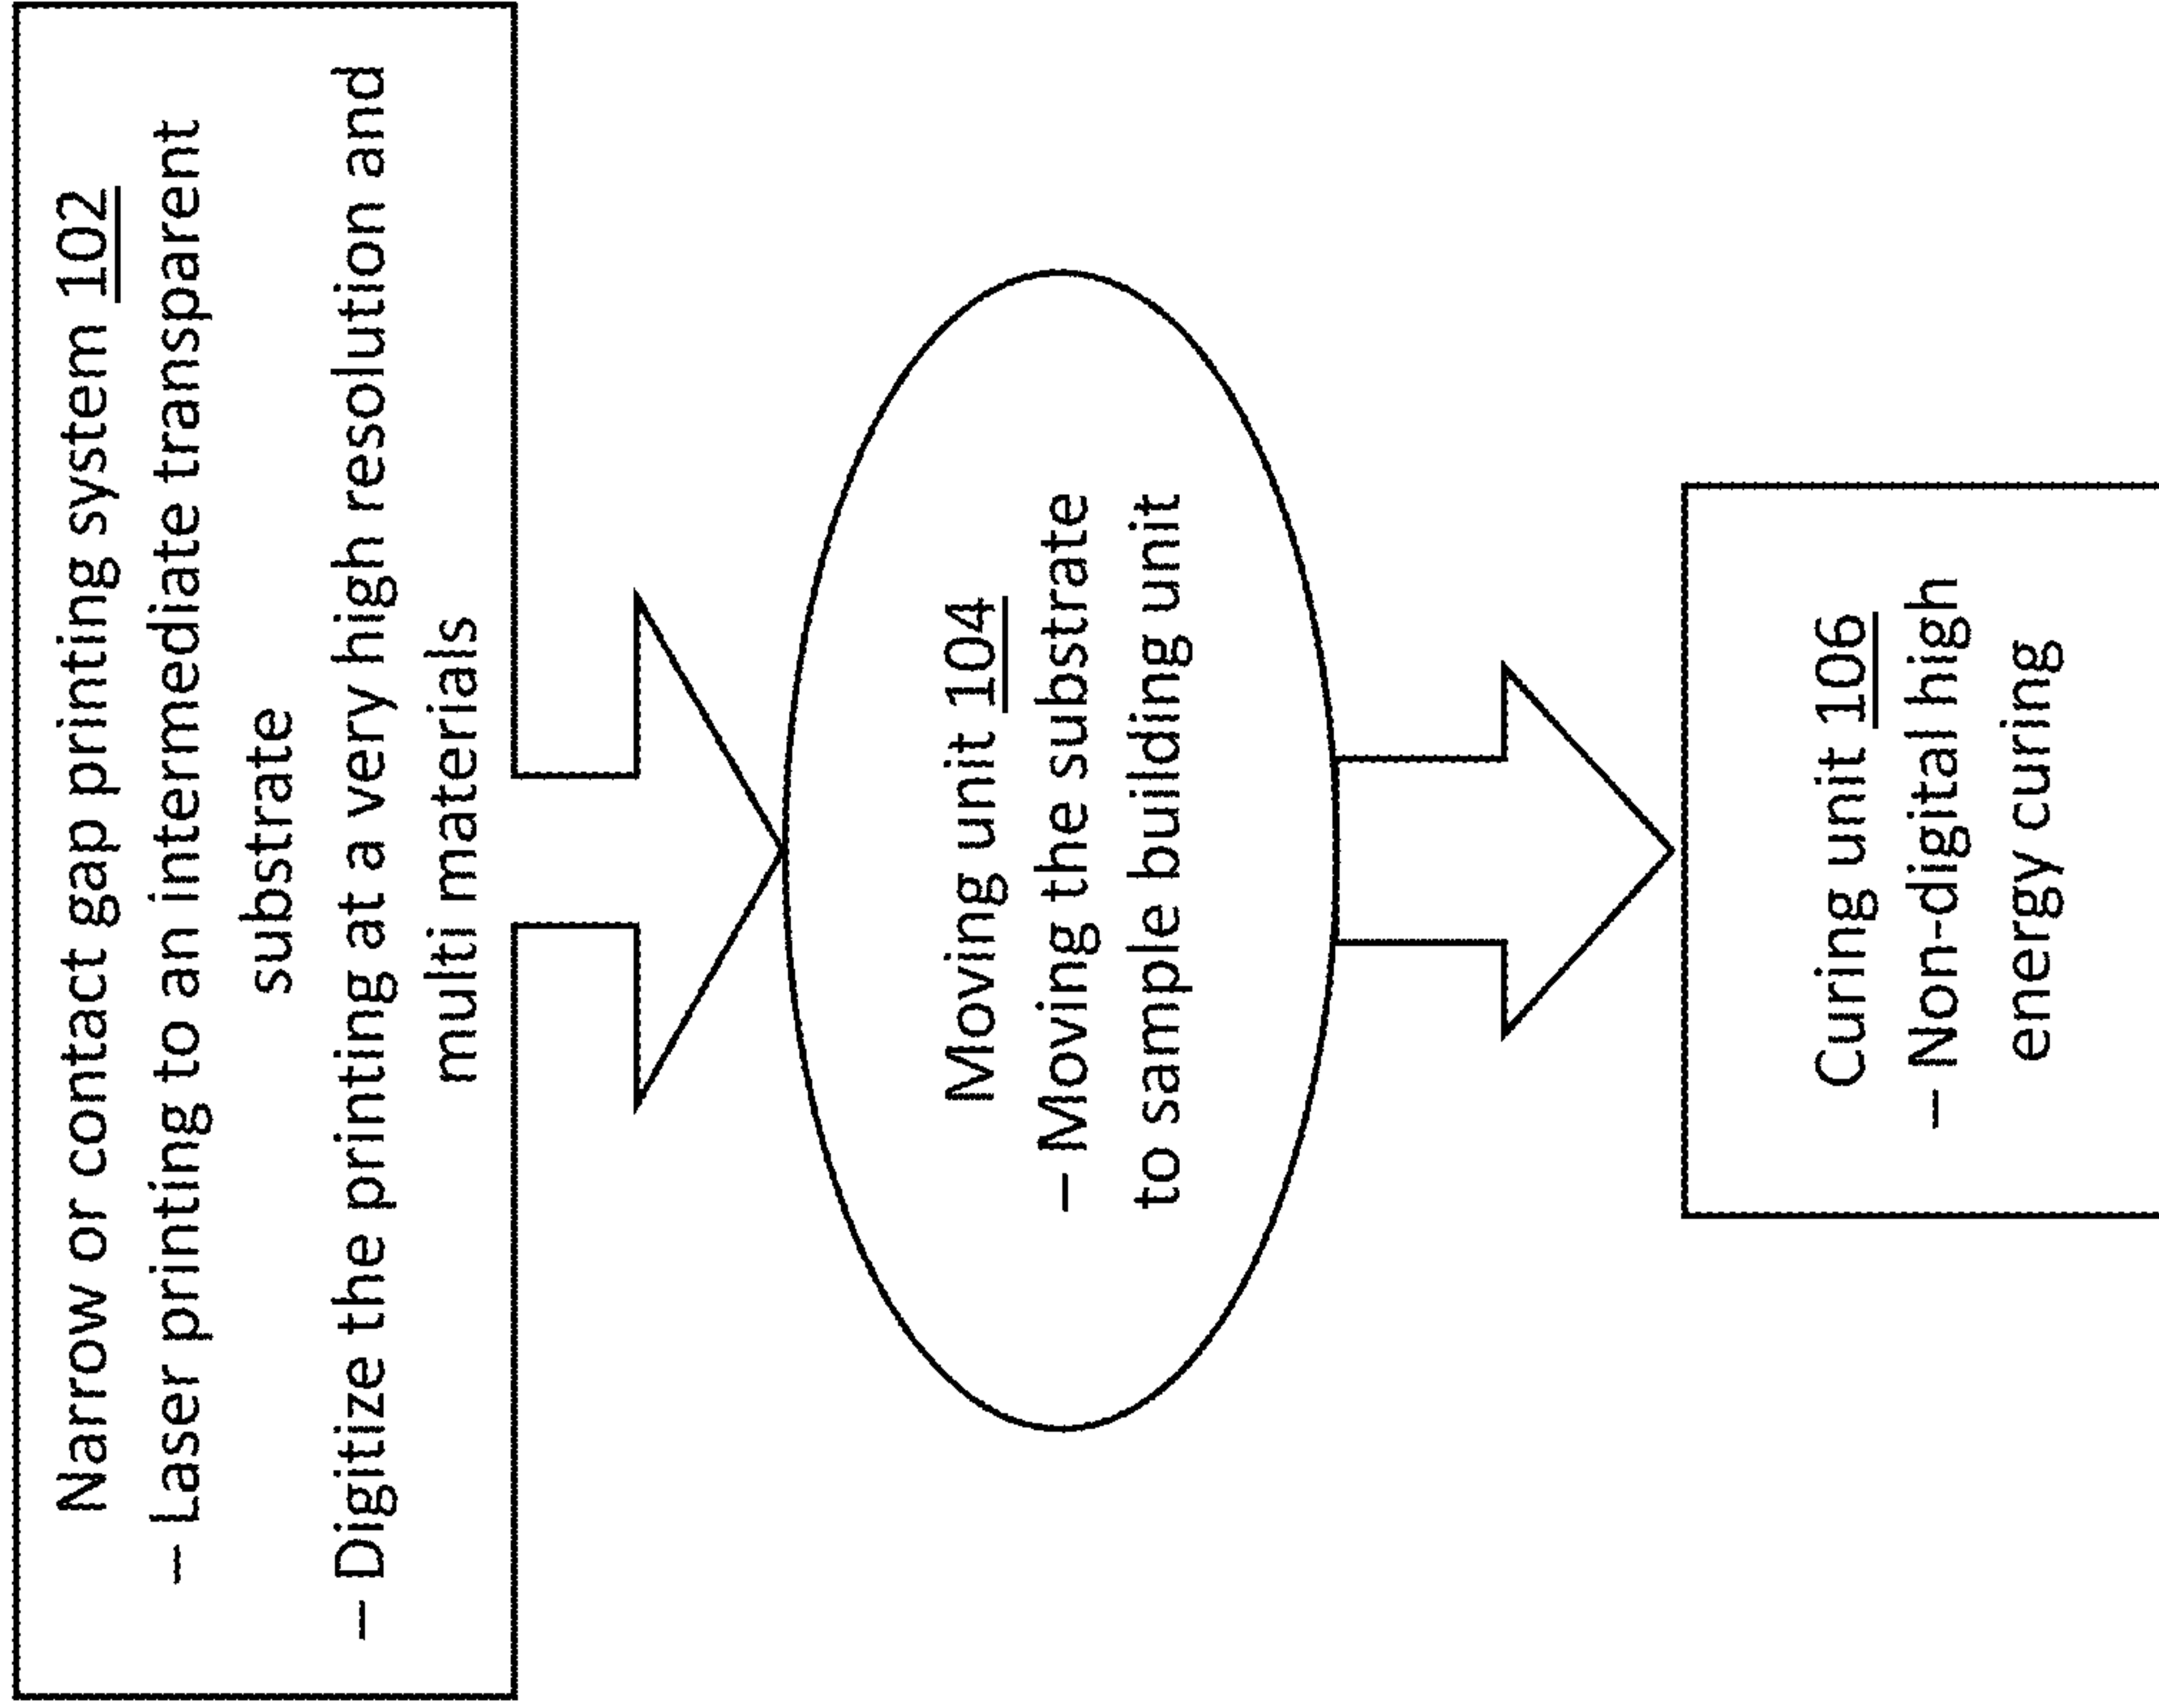 Narrow or contact gap printing system 102
– Laser printing to an intermediate transparent
substrate
– Digitize the printing at a very high resolution and
multi materials
Moving unit 104
– Moving the substrate
to sample building unit
Curing unit 106
– Non-digital high
energy curing